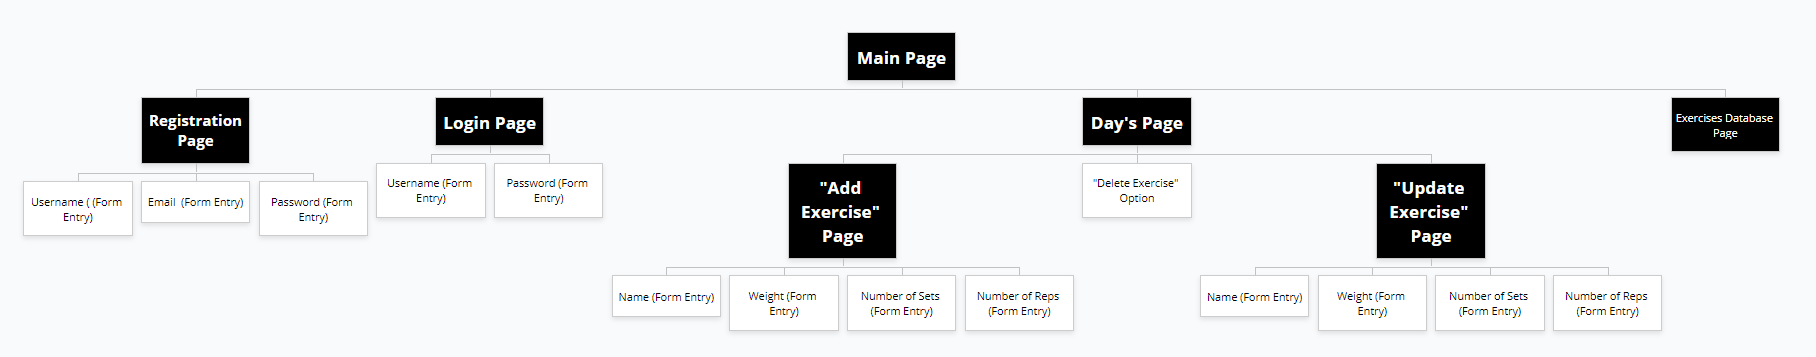 Main Page
Registration
Page
Login Page
Day's Page
Exercises Database
Page
Username ( (Form
Entry)
Email  (Form Entry)
Password (Form
Entry)
Username (Form
Entry)
Password (Form
Entry)
"Add
Exercise"
Page
"Delete Exercise"
Option
"Update
Exercise"
Page
Name (Form Entry)
Weight (Form
Entry)
Number of Sets
(Form Entry)
Number of Reps
(Form Entry)
Name (Form Entry)
Weight (Form
Entry)
Number of Sets
(Form Entry)
Number of Reps
(Form Entry)